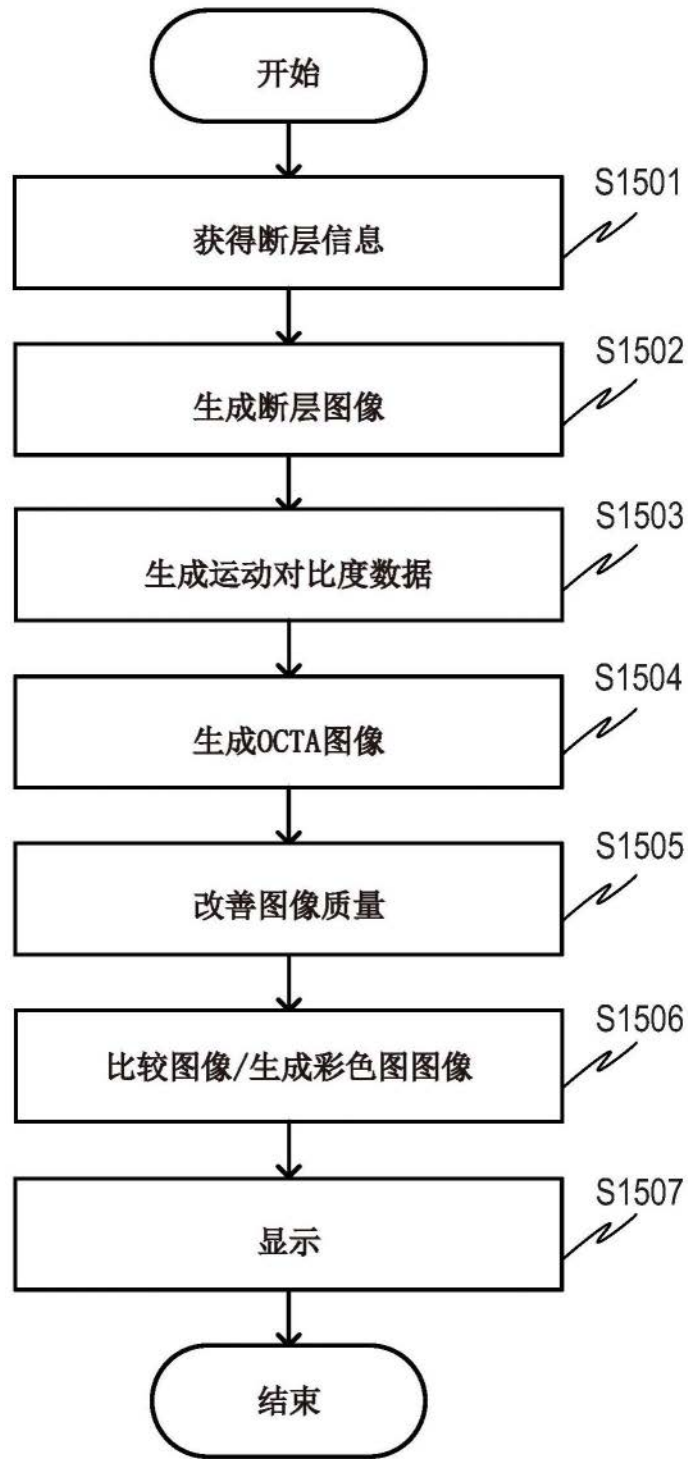 开始
S1501
获得断层信息
S1502
生成断层图像
S1503
生成运动对比度数据
S1504
生成OCTA图像
S1505
改善图像质量
S1506
比较图像/生成彩色图图像
S1507
显示
结束